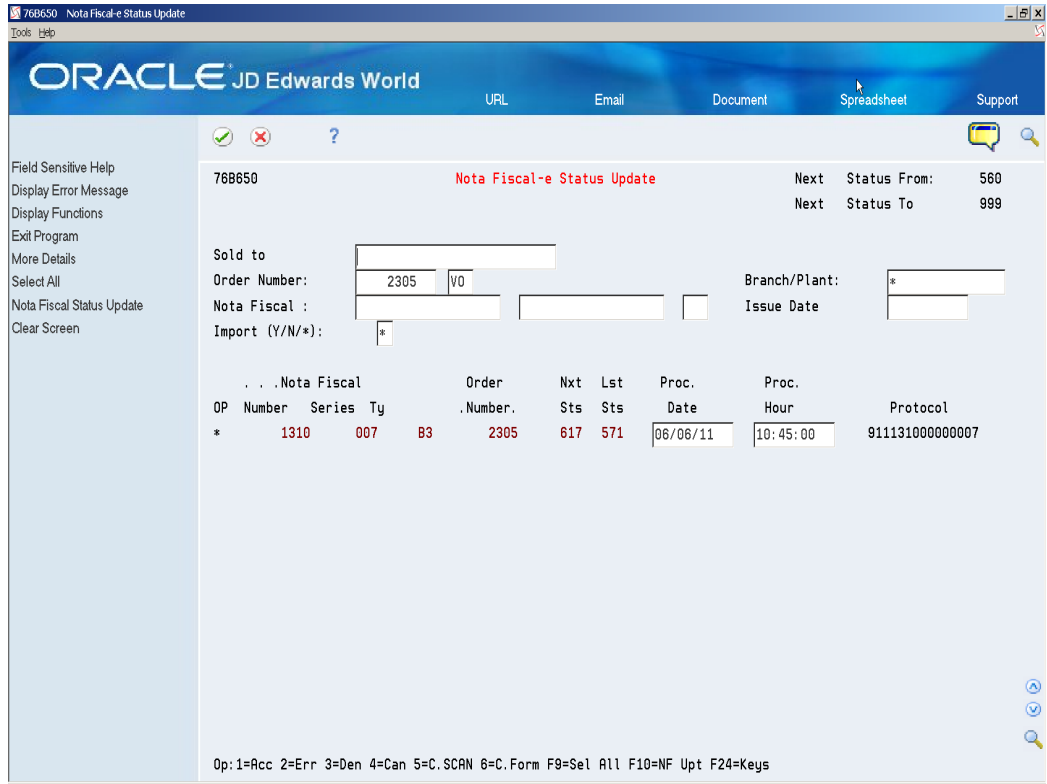 76B650 Nota Fiscal-e Status Update
Tools Help
ORACLE JD Edwards World
URL Email Document Spreadsheet Support
?
Field Sensitive Help
Display Error Message
Display Functions
Exit Program
More Details
Select All
Nota Fiscal Status Update
Clear Screen
76B650 Nota Fiscal-e Status Update Next Status From: 560
Next Status To 999
Sold to
Order Number: 2305 VO Branch/Plant: *
Nota Fiscal : Issue Date
Import (Y/N/*): *
. . .Nota Fiscal Order Nxt Lst Proc. Proc.
OP Number Series Ty .Number. Sts Sts Date Hour Protocol
* 1310 007 B3 2305 617 571 06/06/11 10:45:00 911131000000007
Op:1=Acc 2=Err 3=Den 4=Can 5=C.SCAN 6=C.Form F9=Sel All F10=NF Upt F24=Keys